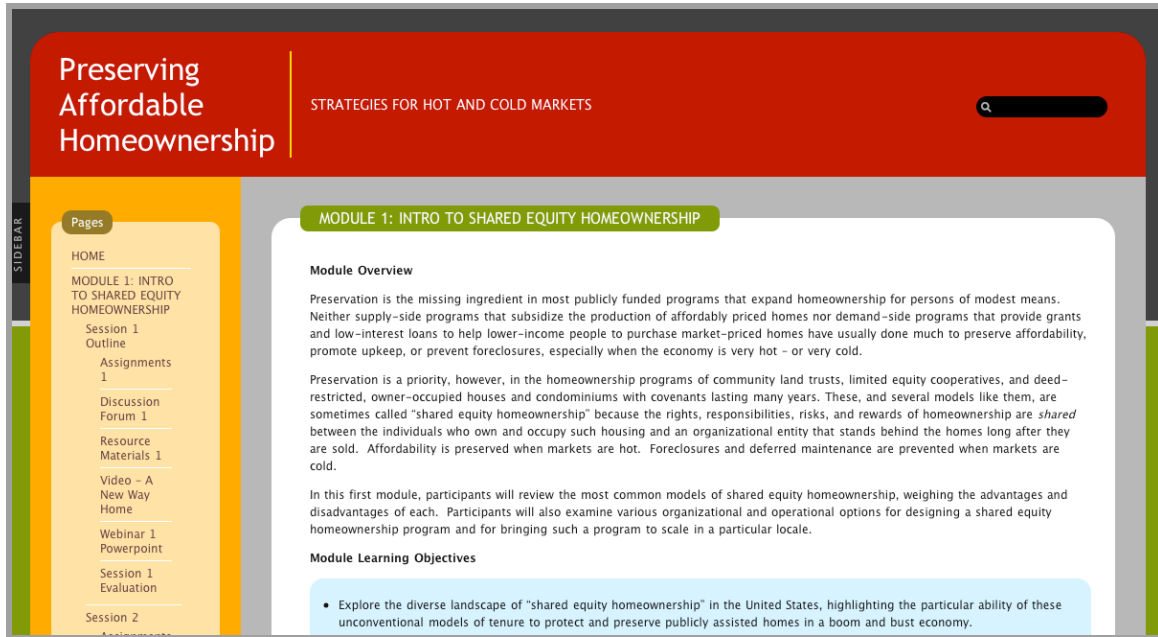 Preserving
Affordable
Homeownership
STRATEGIES FOR HOT AND COLD MARKETS
SIDEBAR
Pages
HOME
MODULE 1: INTRO
TO SHARED EQUITY
HOMEOWNERSHIP
Session 1
Outline
Assignments
1
Discussion
Forum 1
Resource
Materials 1
Video – A
New Way
Home
Webinar 1
Powerpoint
Session 1
Evaluation
Session 2
Assignments
MODULE 1: INTRO TO SHARED EQUITY HOMEOWNERSHIP
Module Overview
Preservation is the missing ingredient in most publicly funded programs that expand homeownership for persons of modest means.
Neither supply–side programs that subsidize the production of affordably priced homes nor demand–side programs that provide grants
and low–interest loans to help lower–income people to purchase market–priced homes have usually done much to preserve affordability,
promote upkeep, or prevent foreclosures, especially when the economy is very hot – or very cold.
Preservation is a priority, however, in the homeownership programs of community land trusts, limited equity cooperatives, and deed–
restricted, owner–occupied houses and condominiums with covenants lasting many years. These, and several models like them, are
sometimes called “shared equity homeownership” because the rights, responsibilities, risks, and rewards of homeownership are shared
between the individuals who own and occupy such housing and an organizational entity that stands behind the homes long after they
are sold. Affordability is preserved when markets are hot. Foreclosures and deferred maintenance are prevented when markets are
cold.
In this first module, participants will review the most common models of shared equity homeownership, weighing the advantages and
disadvantages of each. Participants will also examine various organizational and operational options for designing a shared equity
homeownership program and for bringing such a program to scale in a particular locale.
Module Learning Objectives
• Explore the diverse landscape of “shared equity homeownership” in the United States, highlighting the particular ability of these
unconventional models of tenure to protect and preserve publicly assisted homes in a boom and bust economy.